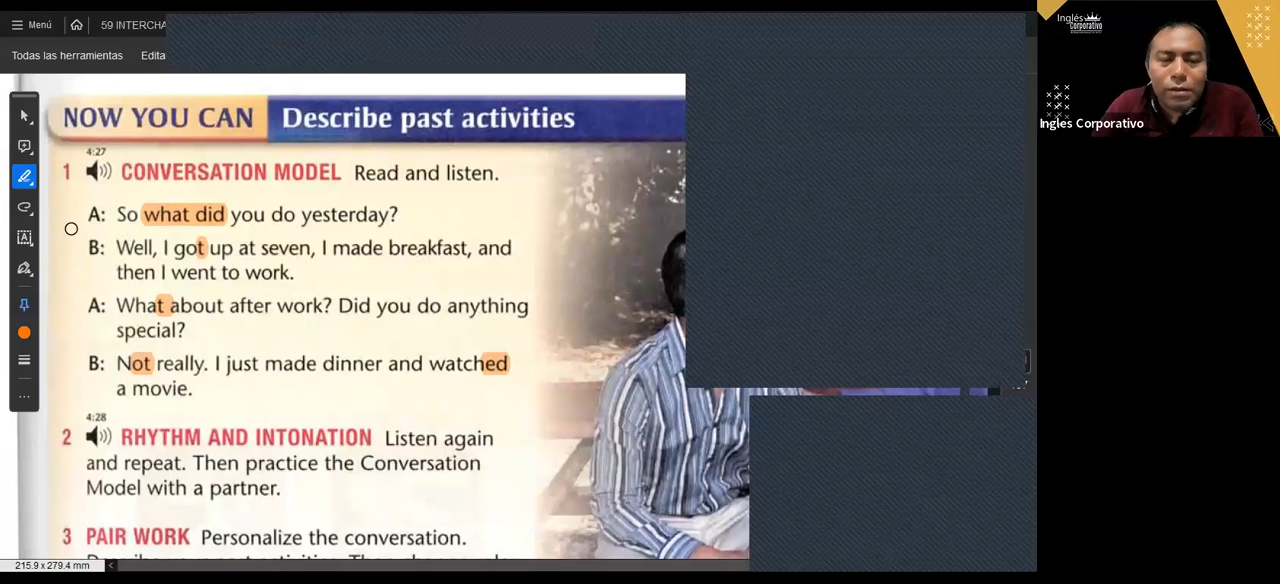 Menú
59 INTERCHA
Todas las herramientas
Edita
Inglés
Corporativo
Ingles Corporativo
NOW YOU CAN Describe past activities
4:27
1 CONVERSATION MODEL Read and listen.
A: So what did you do yesterday?
B: Well, I got up at seven, I made breakfast, and
then I went to work.
A: What about after work? Did you do anything
special?
B: Not really. I just made dinner and watched
a movie.
4:28
2 RHYTHM AND INTONATION Listen again
and repeat. Then practice the Conversation
Model with a partner.
3 PAIR WORK Personalize the conversation.
215.9 x 279.4 mm